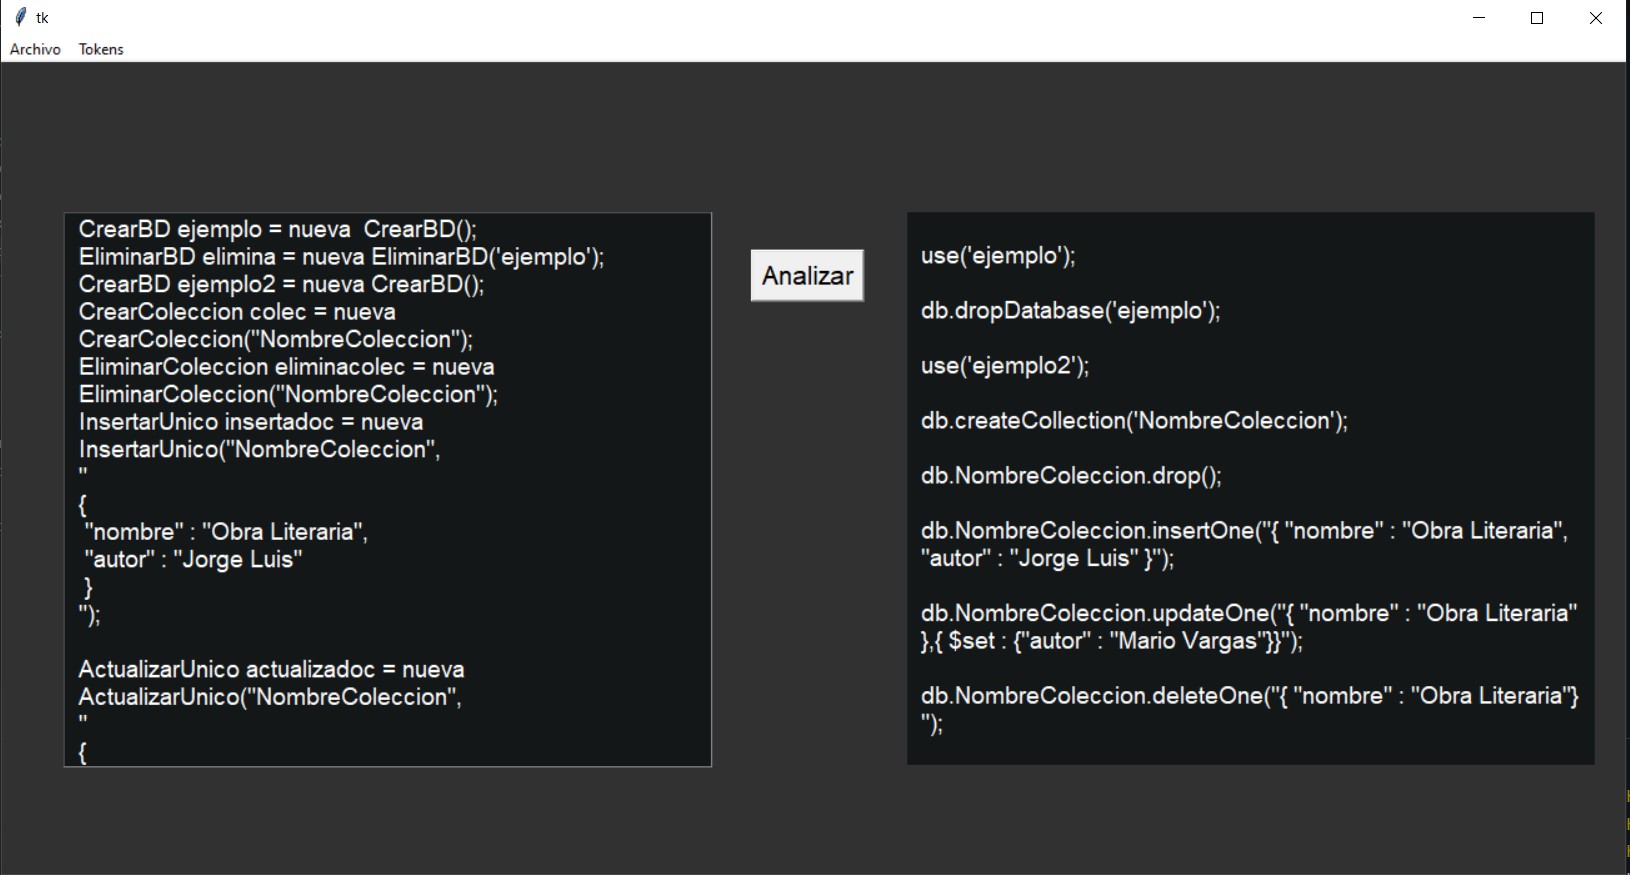 tk
Archivo Tokens
CrearBD ejemplo = nueva  CrearBD();
EliminarBD elimina = nueva EliminarBD('ejemplo');
CrearBD ejemplo2 = nueva CrearBD();
CrearColeccion colec = nueva
CrearColeccion("NombreColeccion");
EliminarColeccion eliminacolec = nueva
EliminarColeccion("NombreColeccion");
InsertarUnico insertadoc = nueva
InsertarUnico("NombreColeccion",
"
{
"nombre" : "Obra Literaria",
"autor" : "Jorge Luis"
}
");
ActualizarUnico actualizadoc = nueva
ActualizarUnico("NombreColeccion",
"
{
Analizar
use('ejemplo');
db.dropDatabase('ejemplo');
use('ejemplo2');
db.createCollection('NombreColeccion');
db.NombreColeccion.drop();
db.NombreColeccion.insertOne("{ "nombre" : "Obra Literaria",
"autor" : "Jorge Luis" }");
db.NombreColeccion.updateOne("{ "nombre" : "Obra Literaria"
},{ $set : {"autor" : "Mario Vargas"}}");
db.NombreColeccion.deleteOne("{ "nombre" : "Obra Literaria"}
");